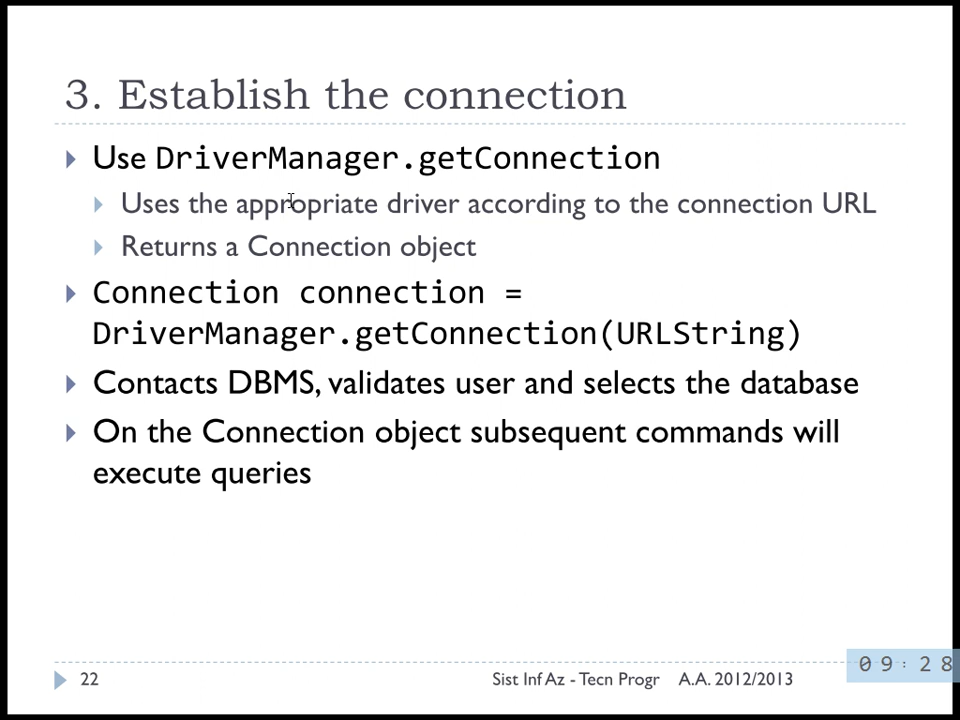 3. Establish the connection
Use DriverManager.getConnection
Uses the appropriate driver according to the connection URL
Returns a Connection object
Connection connection =
DriverManager.getConnection(URLString)
Contacts DBMS, validates user and selects the database
On the Connection object subsequent commands will
execute queries
22 Sist Inf Az - Tecn Progr A.A. 2012/2013
09:28